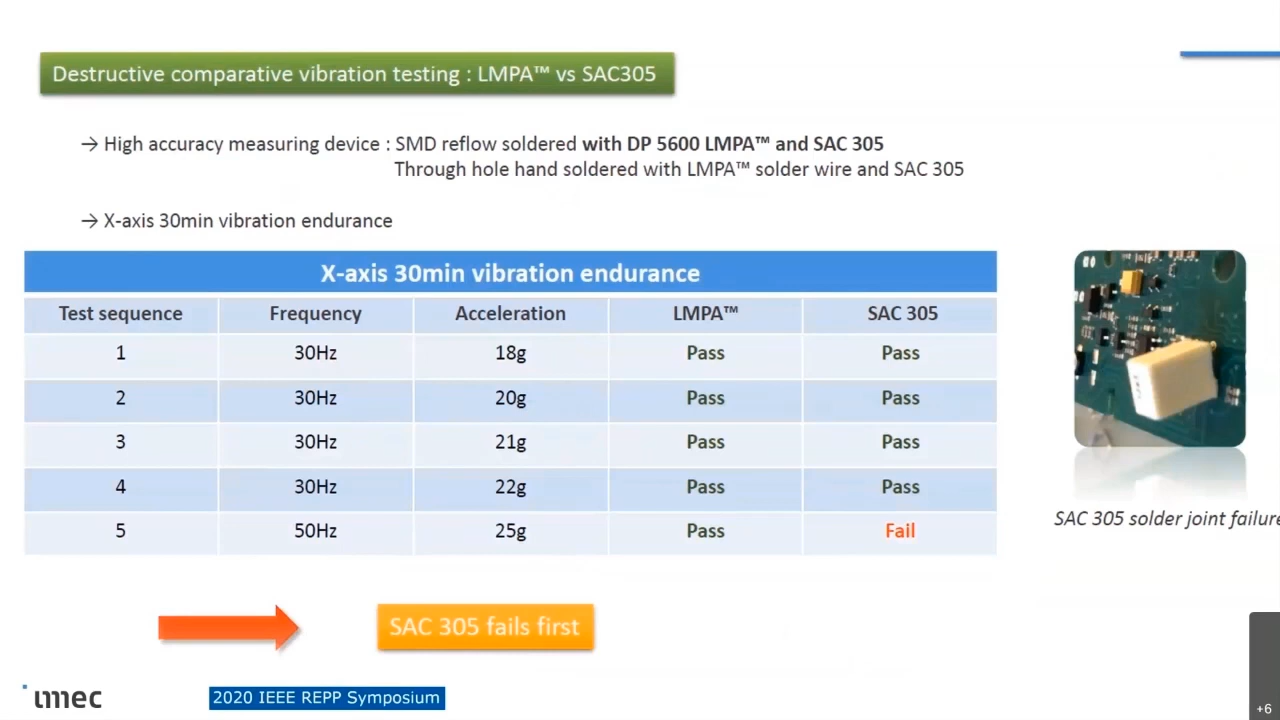 Destructive comparative vibration testing : LMPA™ vs SAC305
→ High accuracy measuring device : SMD reflow soldered with DP 5600 LMPA™ and SAC 305
Through hole hand soldered with LMPA™ solder wire and SAC 305
→ X-axis 30min vibration endurance
X-axis 30min vibration endurance
Test sequence Frequency Acceleration LMPA™ SAC 305
1 30Hz 18g Pass Pass
2 30Hz 20g Pass Pass
3 30Hz 21g Pass Pass
4 30Hz 22g Pass Pass
5 50Hz 25g Pass Fail
SAC 305 solder joint failure
SAC 305 fails first
imec
2020 IEEE REPP Symposium
+6